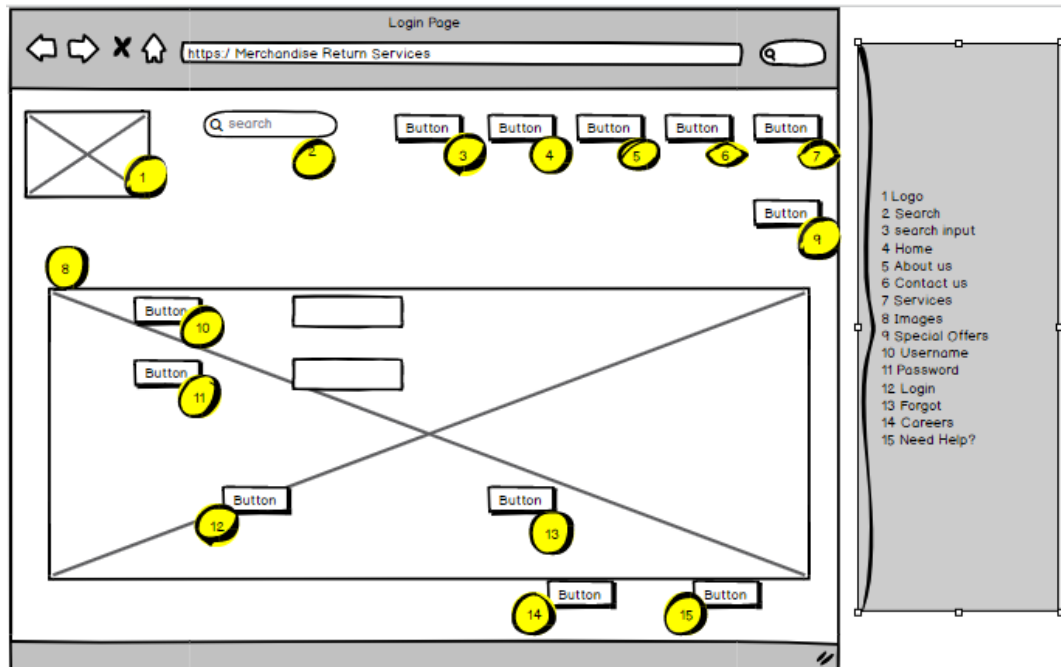 Login Page
https:/ Merchandise Return Services
search
Button Button Button Button Button
1 2 3 4 5 6 7
Button
9
8
Button
10
Button
11
Button Button
12 13
Button Button
14 15
1 Logo
2 Search
3 search input
4 Home
5 About us
6 Contact us
7 Services
8 Images
9 Special Offers
10 Username
11 Password
12 Login
13 Forgot
14 Careers
15 Need Help?